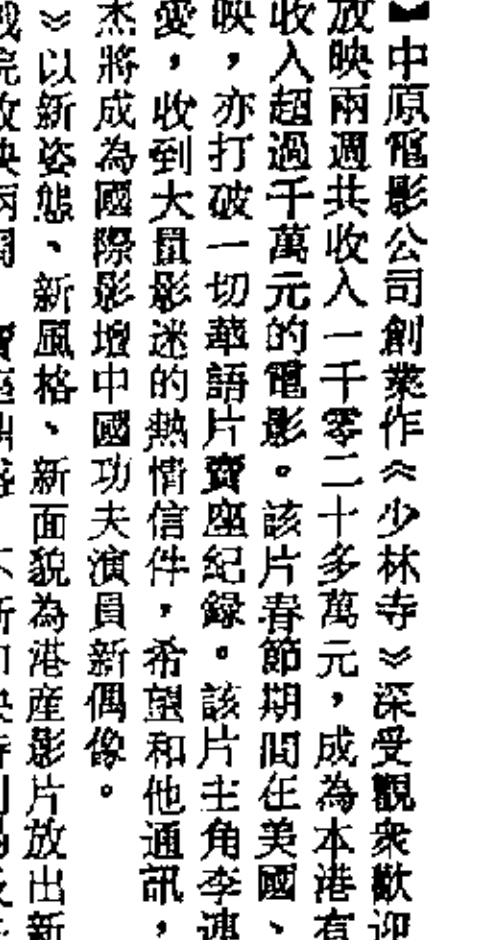 】中原電影公司創業作《少林寺》深受觀衆歡迎
放映兩週共收入一千零二十多萬元，成為本港有
收入超過千萬元的電影。該片春節期間在美國、
映，亦打破一切華語片賣座紀錄。該片主角李連
愛，收到大量影迷的熱情信件，希望和他通訊，
杰將成為國際影壇中國功夫演員新偶像。
》以新姿態、新風格、新面貌為港産影片放出新